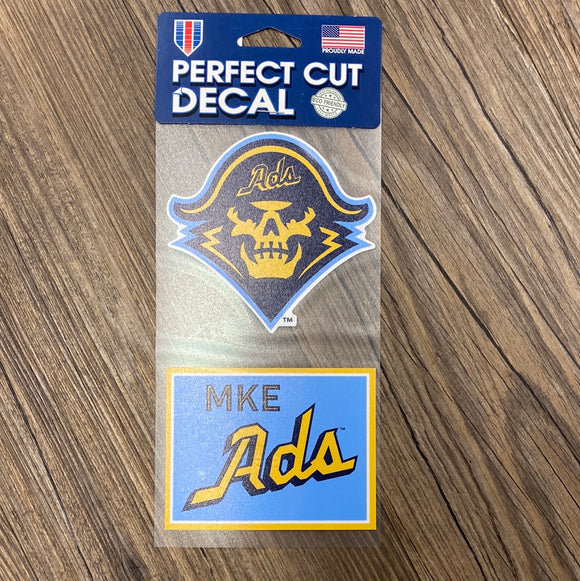 PROUDLY MADE
PERFECT CUT
DECAL
ECO FRIENDLY
Ads
TM
MKE
Ads